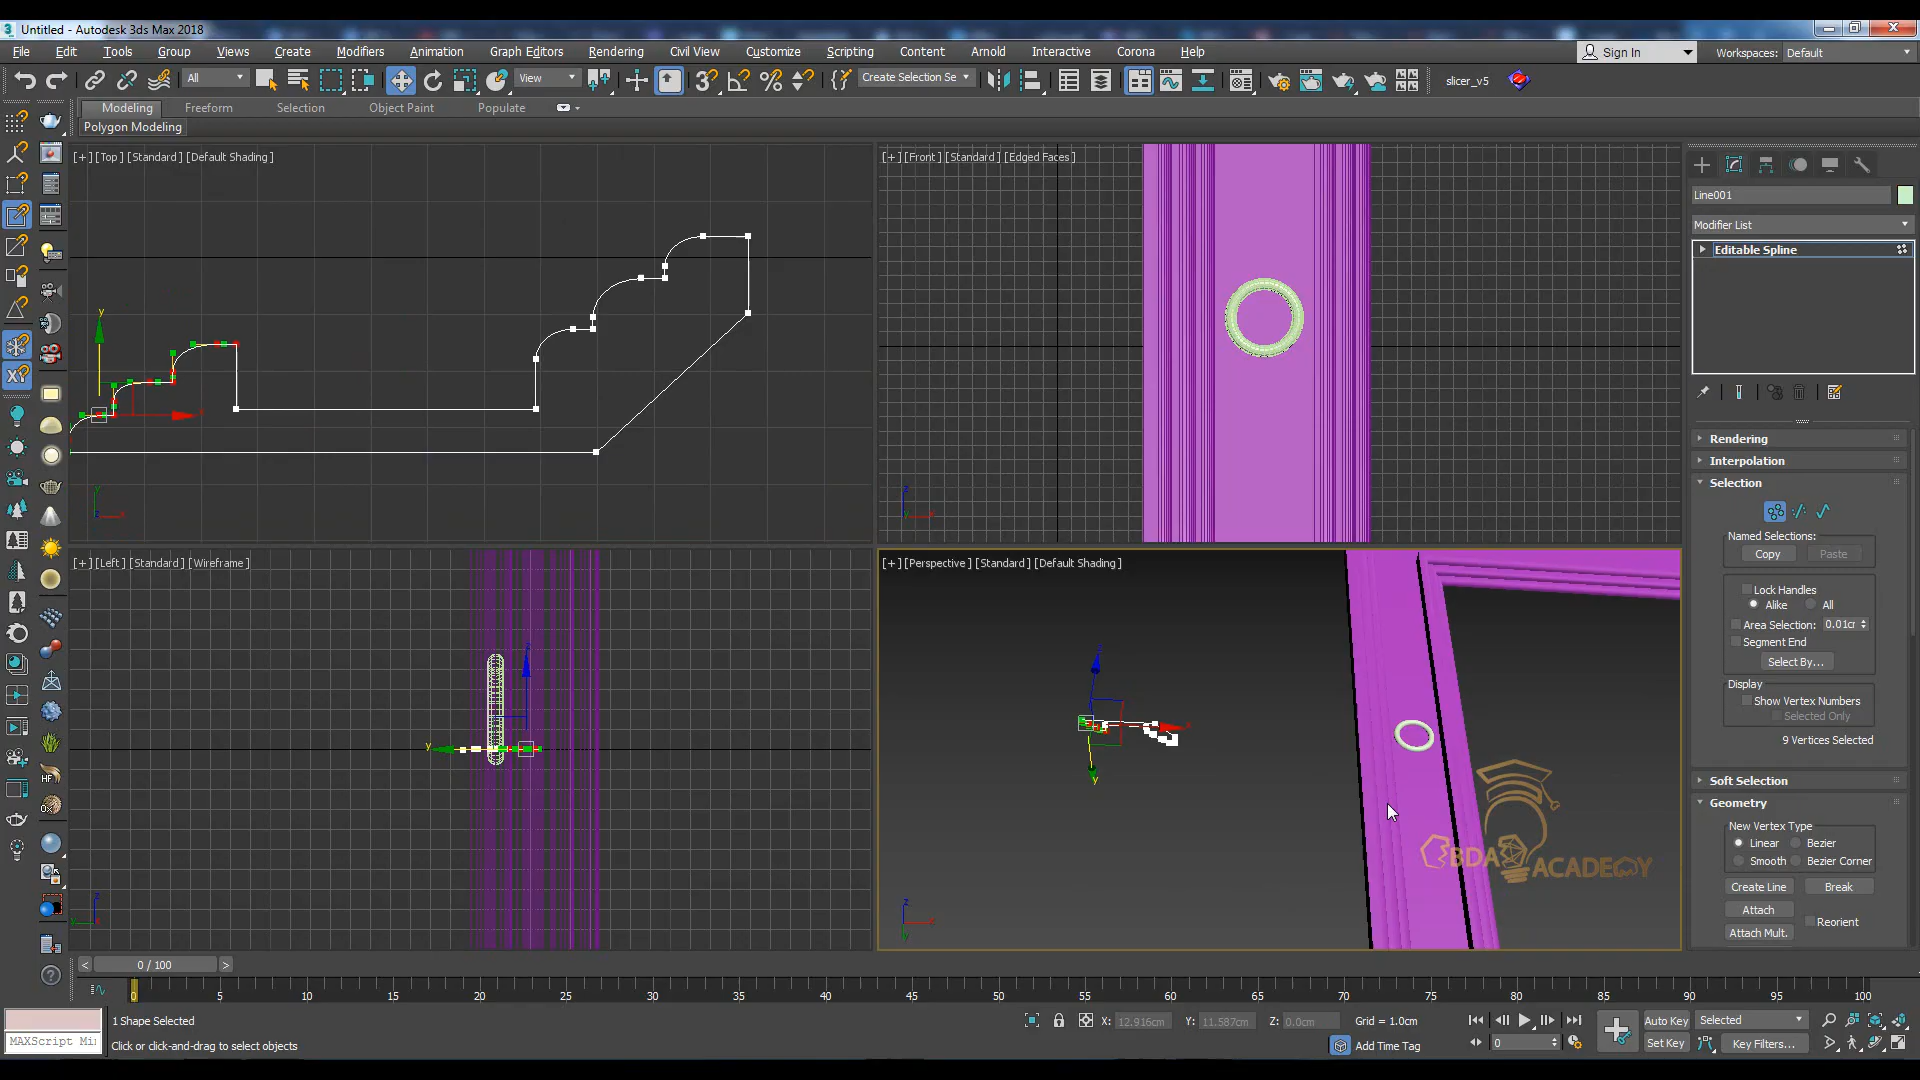 Untitled - Autodesk 3ds Max 2018
File Edit Tools Group Views Create Modifiers Animation Graph Editors Rendering Civil View Customize Scripting Content Arnold Interactive Corona Help
Sign In
Workspaces: Default
All
View
Create Selection Se
slicer_v5
Modeling Freeform Selection Object Paint Populate
Polygon Modeling
[+] [Top] [Standard] [Default Shading]
[+] [Front] [Standard] [Edged Faces]
Line001
Modifier List
Editable Spline
Rendering
Interpolation
Selection
Named Selections:
Copy Paste
Lock Handles
Alike All
Area Selection: 0.01cr
Segment End
Select By...
Display
Show Vertex Numbers
Selected Only
9 Vertices Selected
Soft Selection
Geometry
New Vertex Type
Linear Bezier
Smooth Bezier Corner
Create Line Break
Attach
Reorient
Attach Mult.
[+] [Left] [Standard] [Wireframe]
[+] [Perspective] [Standard] [Default Shading]
BDA ACADEMY
XY
HF
< 0 / 100 >
0 5 10 15 20 25 30 35 40 45 50 55 60 65 70 75 80 85 90 95 100
1 Shape Selected
X: 12.916cm Y: 11.587cm Z: 0.0cm Grid = 1.0cm
Auto Key Selected
MAXScript Mi
Click or click-and-drag to select objects
Add Time Tag
0
Set Key Key Filters...